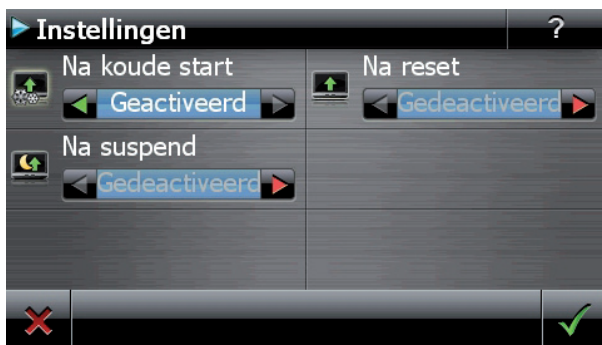 Instellingen
?
Na koude start
Geactiveerd
Na reset
Gedeactiveerd
Na suspend
Gedeactiveerd